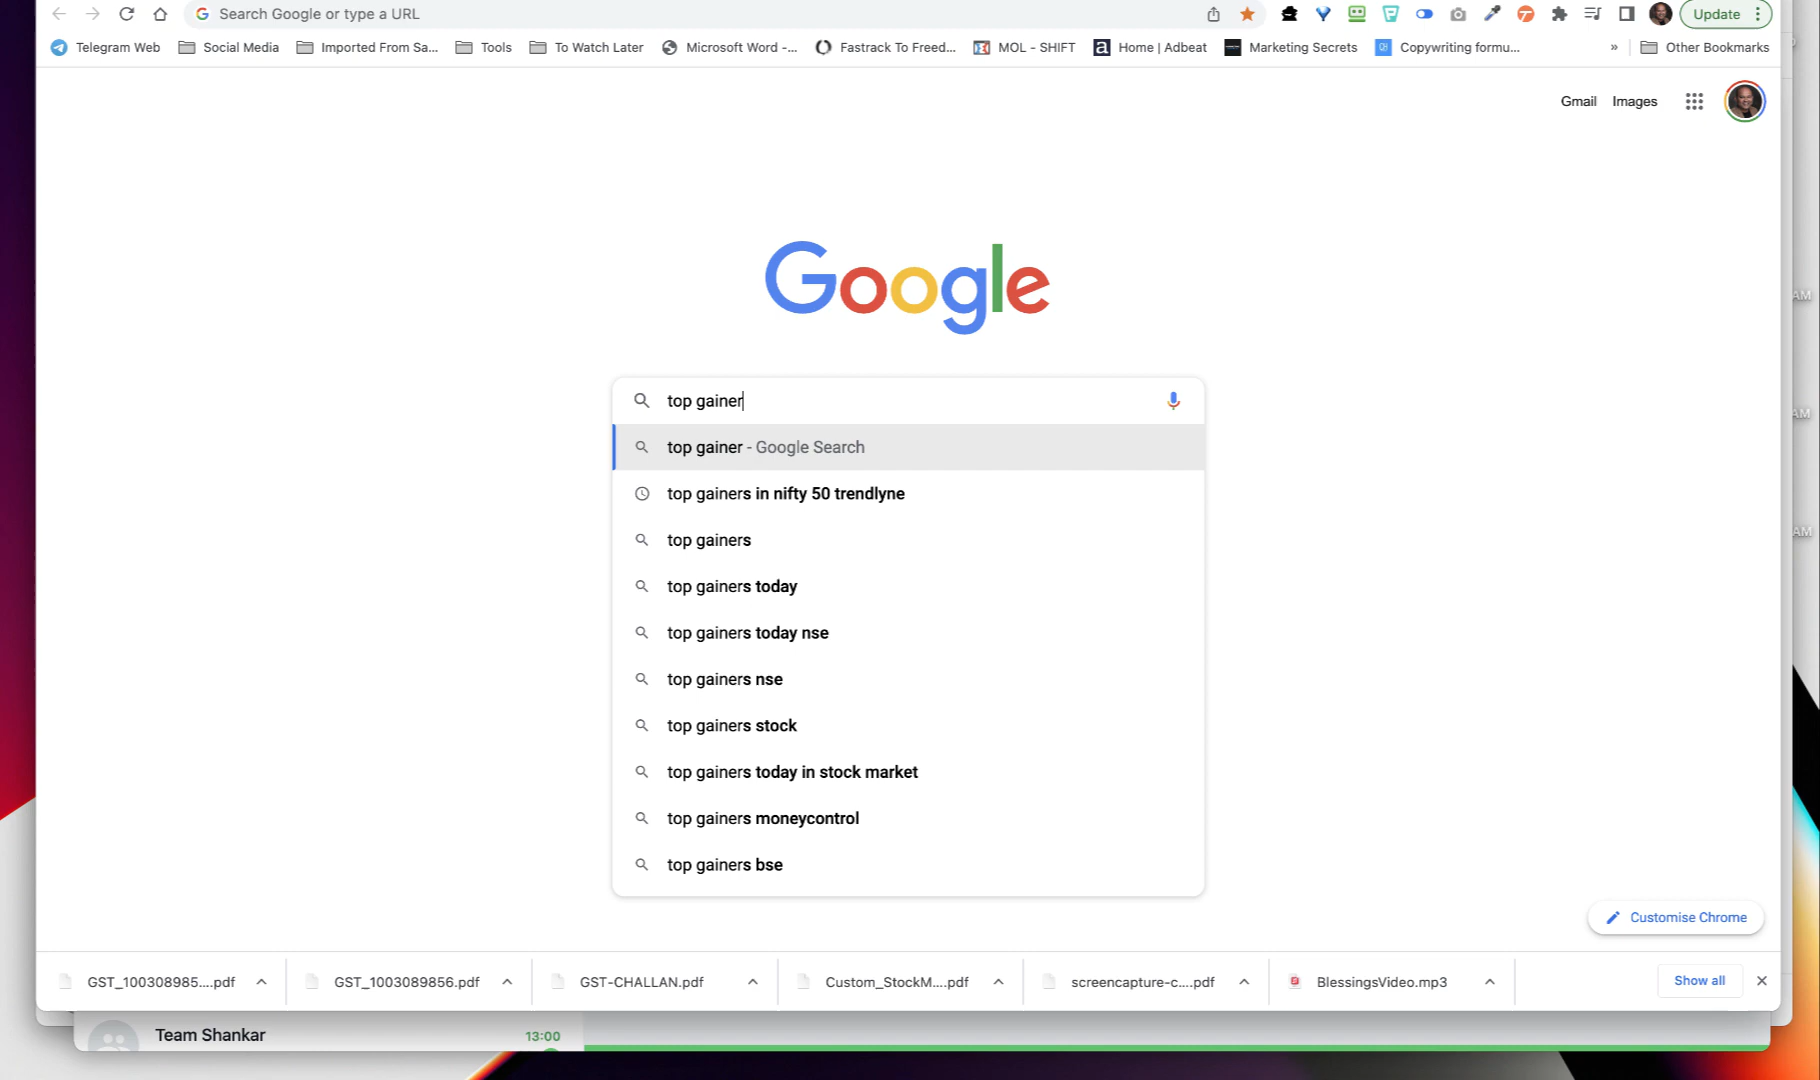 Search Google or type a URL
Update
Telegram Web
Social Media
Imported From Sa...
Tools
To Watch Later
Microsoft Word -...
Fastrack To Freed...
MOL - SHIFT
Home | Adbeat
Marketing Secrets
Copywriting formu...
»
Other Bookmarks
Gmail
Images
Google
top gainer
top gainer - Google Search
top gainers in nifty 50 trendlyne
top gainers
top gainers today
top gainers today nse
top gainers nse
top gainers stock
top gainers today in stock market
top gainers moneycontrol
top gainers bse
AM
AM
AM
Customise Chrome
GST_100308985....pdf
GST_1003089856.pdf
GST-CHALLAN.pdf
Custom_StockM....pdf
screencapture-c....pdf
BlessingsVideo.mp3
Show all
Team Shankar
13:00